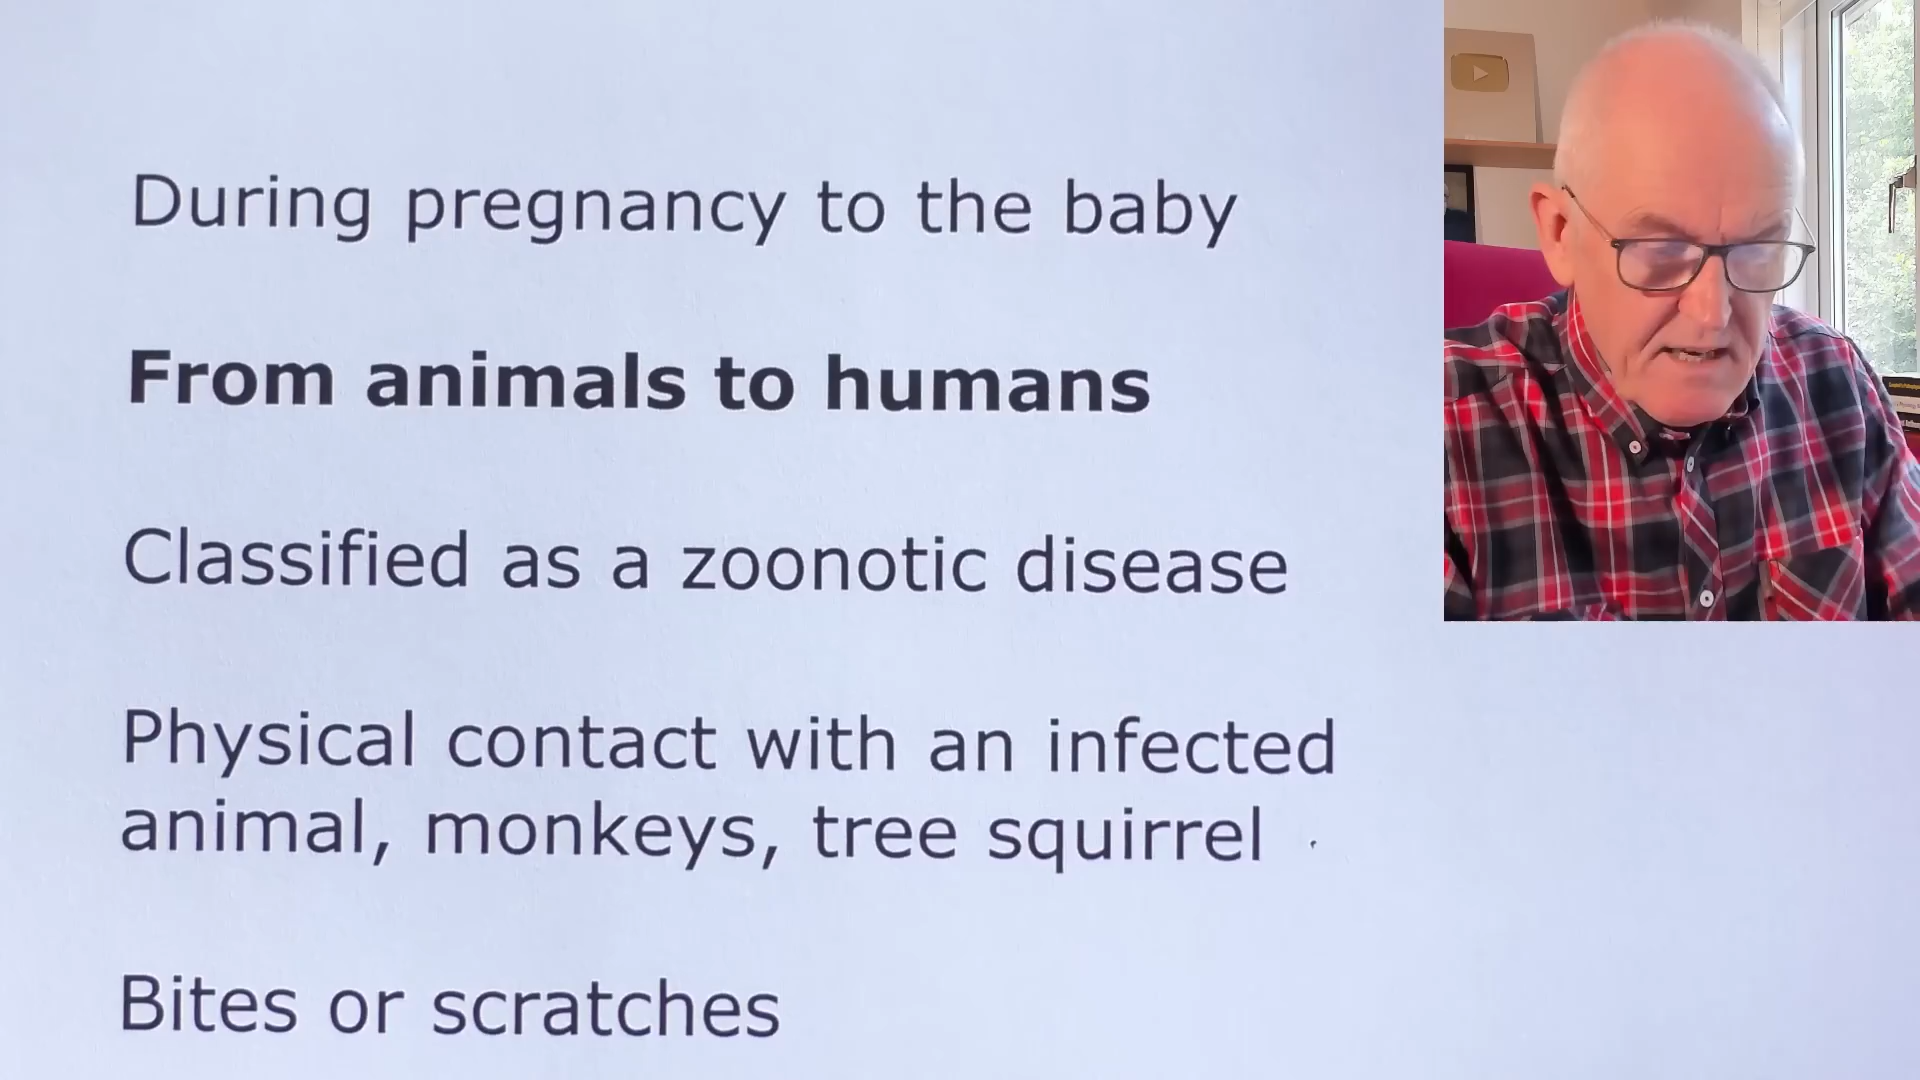 During pregnancy to the baby
From animals to humans
Classified as a zoonotic disease
Physical contact with an infected
animal, monkeys, tree squirrel
Bites or scratches